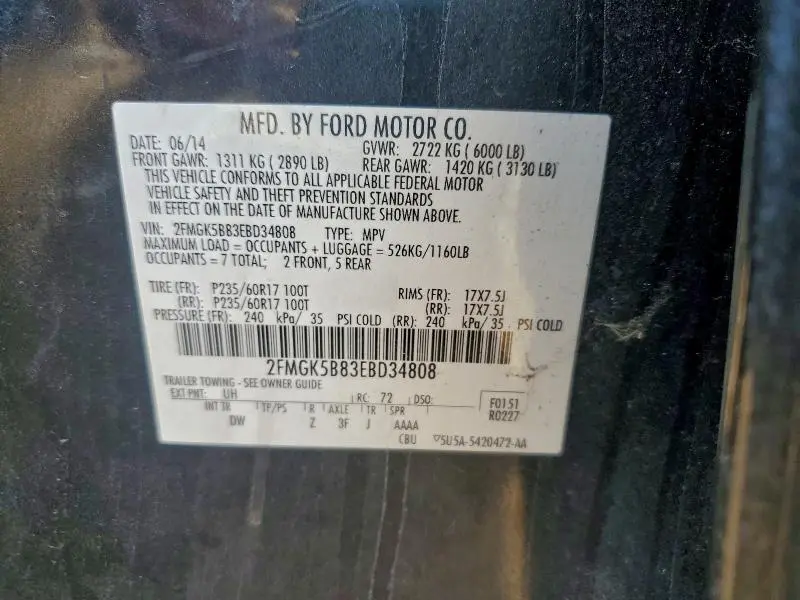 MFD. BY FORD MOTOR CO.
DATE: 06/14 GVWR: 2722 KG ( 6000 LB)
FRONT GAWR: 1311 KG ( 2890 LB) REAR GAWR: 1420 KG ( 3130 LB)
THIS VEHICLE CONFORMS TO ALL APPLICABLE FEDERAL MOTOR
VEHICLE SAFETY AND THEFT PREVENTION STANDARDS
IN EFFECT ON THE DATE OF MANUFACTURE SHOWN ABOVE.
VIN: 2FMGK5B83EBD34808 TYPE: MPV
MAXIMUM LOAD = OCCUPANTS + LUGGAGE = 526KG/1160LB
OCCUPANTS = 7 TOTAL; 2 FRONT, 5 REAR
TIRE (FR): P235/60R17 100T RIMS (FR): 17X7.5J
(RR): P235/60R17 100T (RR): 17X7.5J
PRESSURE (FR): 240 kPa/ 35 PSI COLD (RR): 240 kPa/ 35 PSI COLD
2FMGK5B83EBD34808
TRAILER TOWING - SEE OWNER GUIDE
EXT PNT: UH RC: 72 DSO: F0151
R0227
INT TR TP/PS R AXLE TR SPR
DW Z 3F J AAAA
CBU 5U5A-5420472-AA